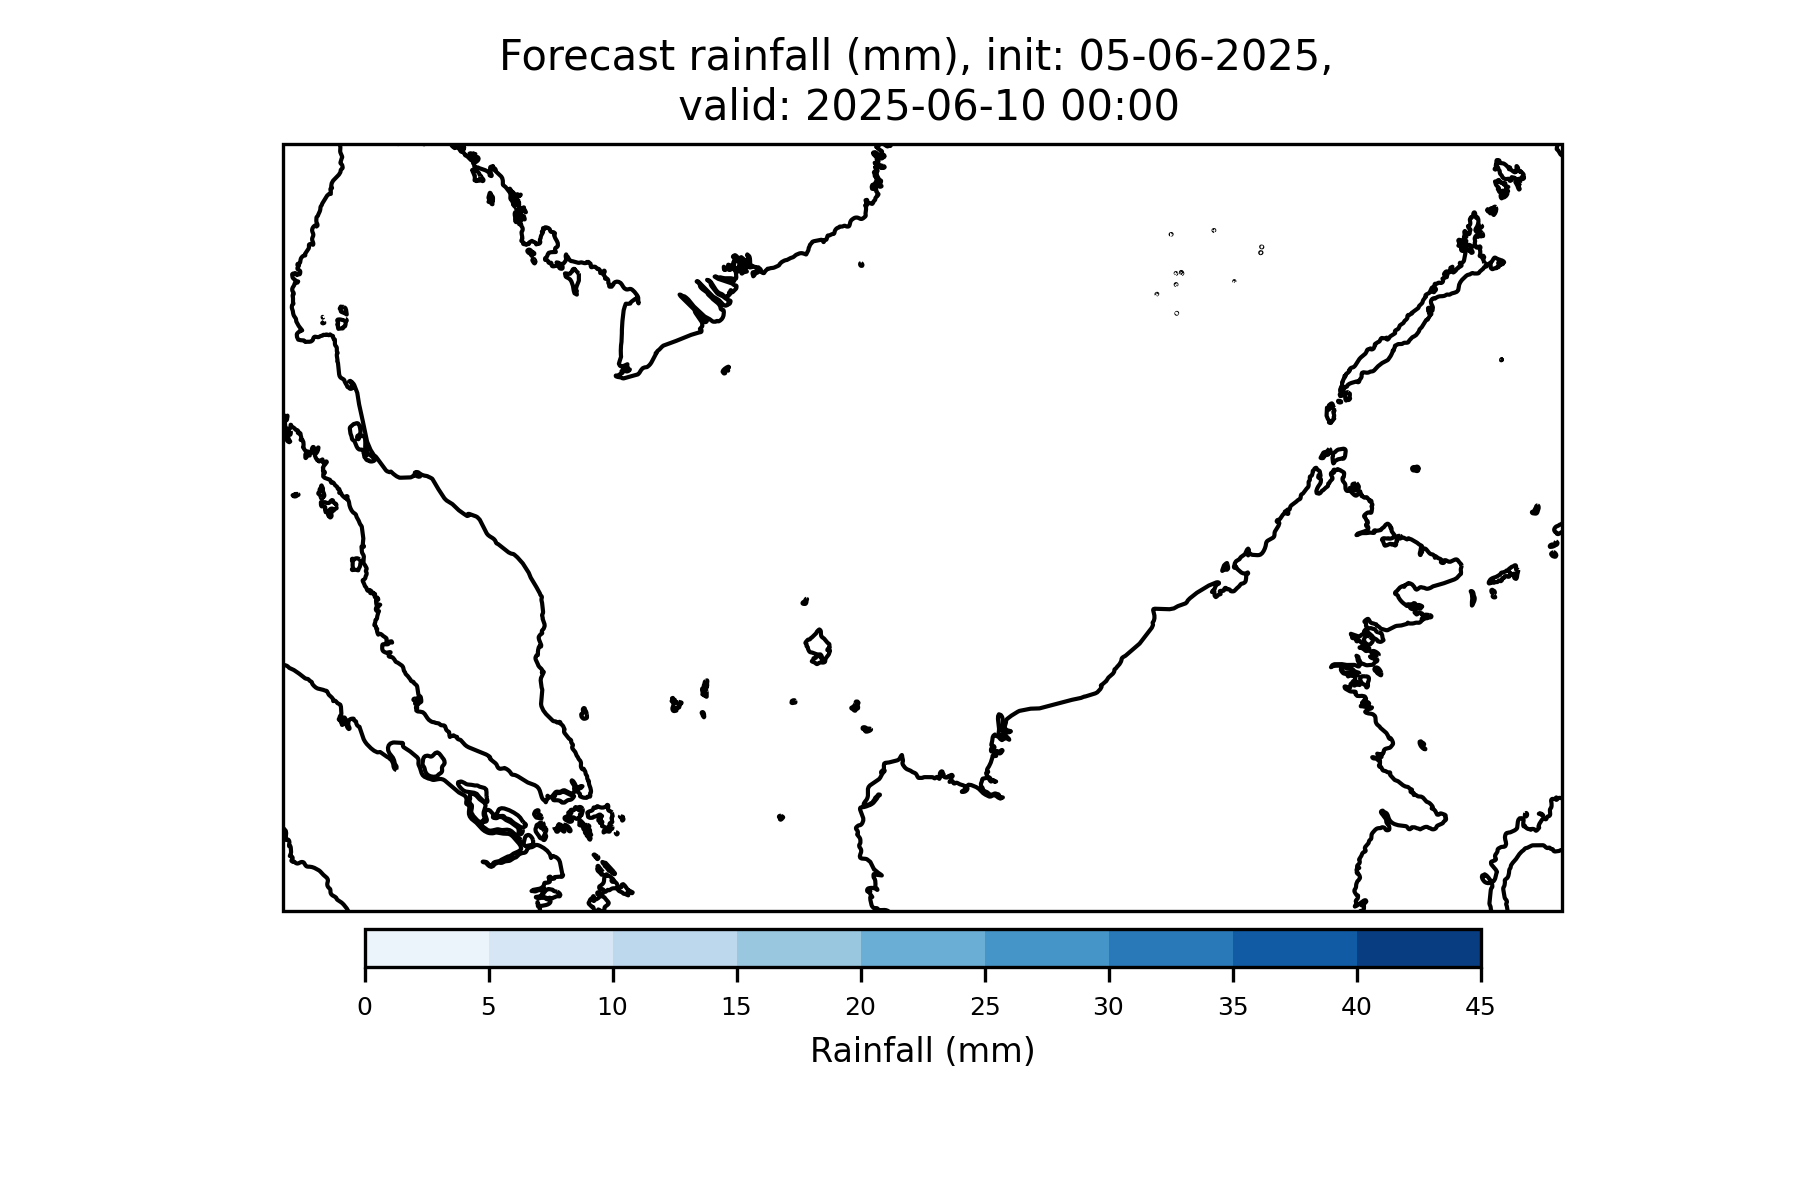 Forecast rainfall (mm), init: 05-06-2025,
valid: 2025-06-10 00:00
0 5 10 15 20 25 30 35 40 45
Rainfall (mm)